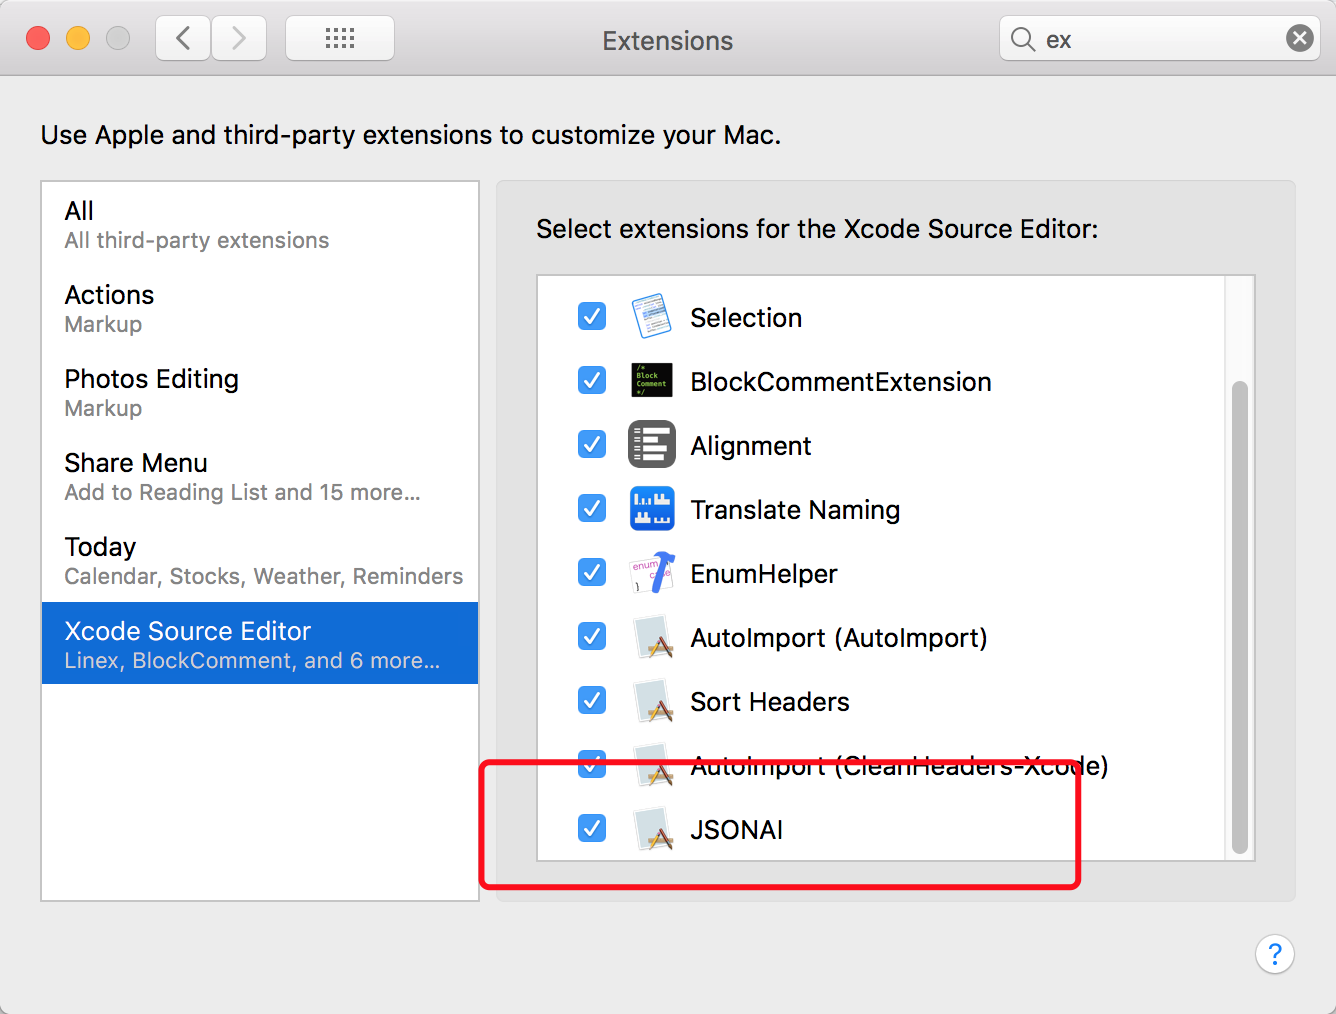 Extensions
ex
Use Apple and third-party extensions to customize your Mac.
All
All third-party extensions
Actions
Markup
Photos Editing
Markup
Share Menu
Add to Reading List and 15 more...
Today
Calendar, Stocks, Weather, Reminders
Xcode Source Editor
Linex, BlockComment, and 6 more...
Select extensions for the Xcode Source Editor:
Selection
/*
Block
Comment
*/
BlockCommentExtension
Alignment
Translate Naming
enum
case
}
EnumHelper
AutoImport (AutoImport)
Sort Headers
AutoImport (CleanHeaders-Xcode)
JSONAI
?